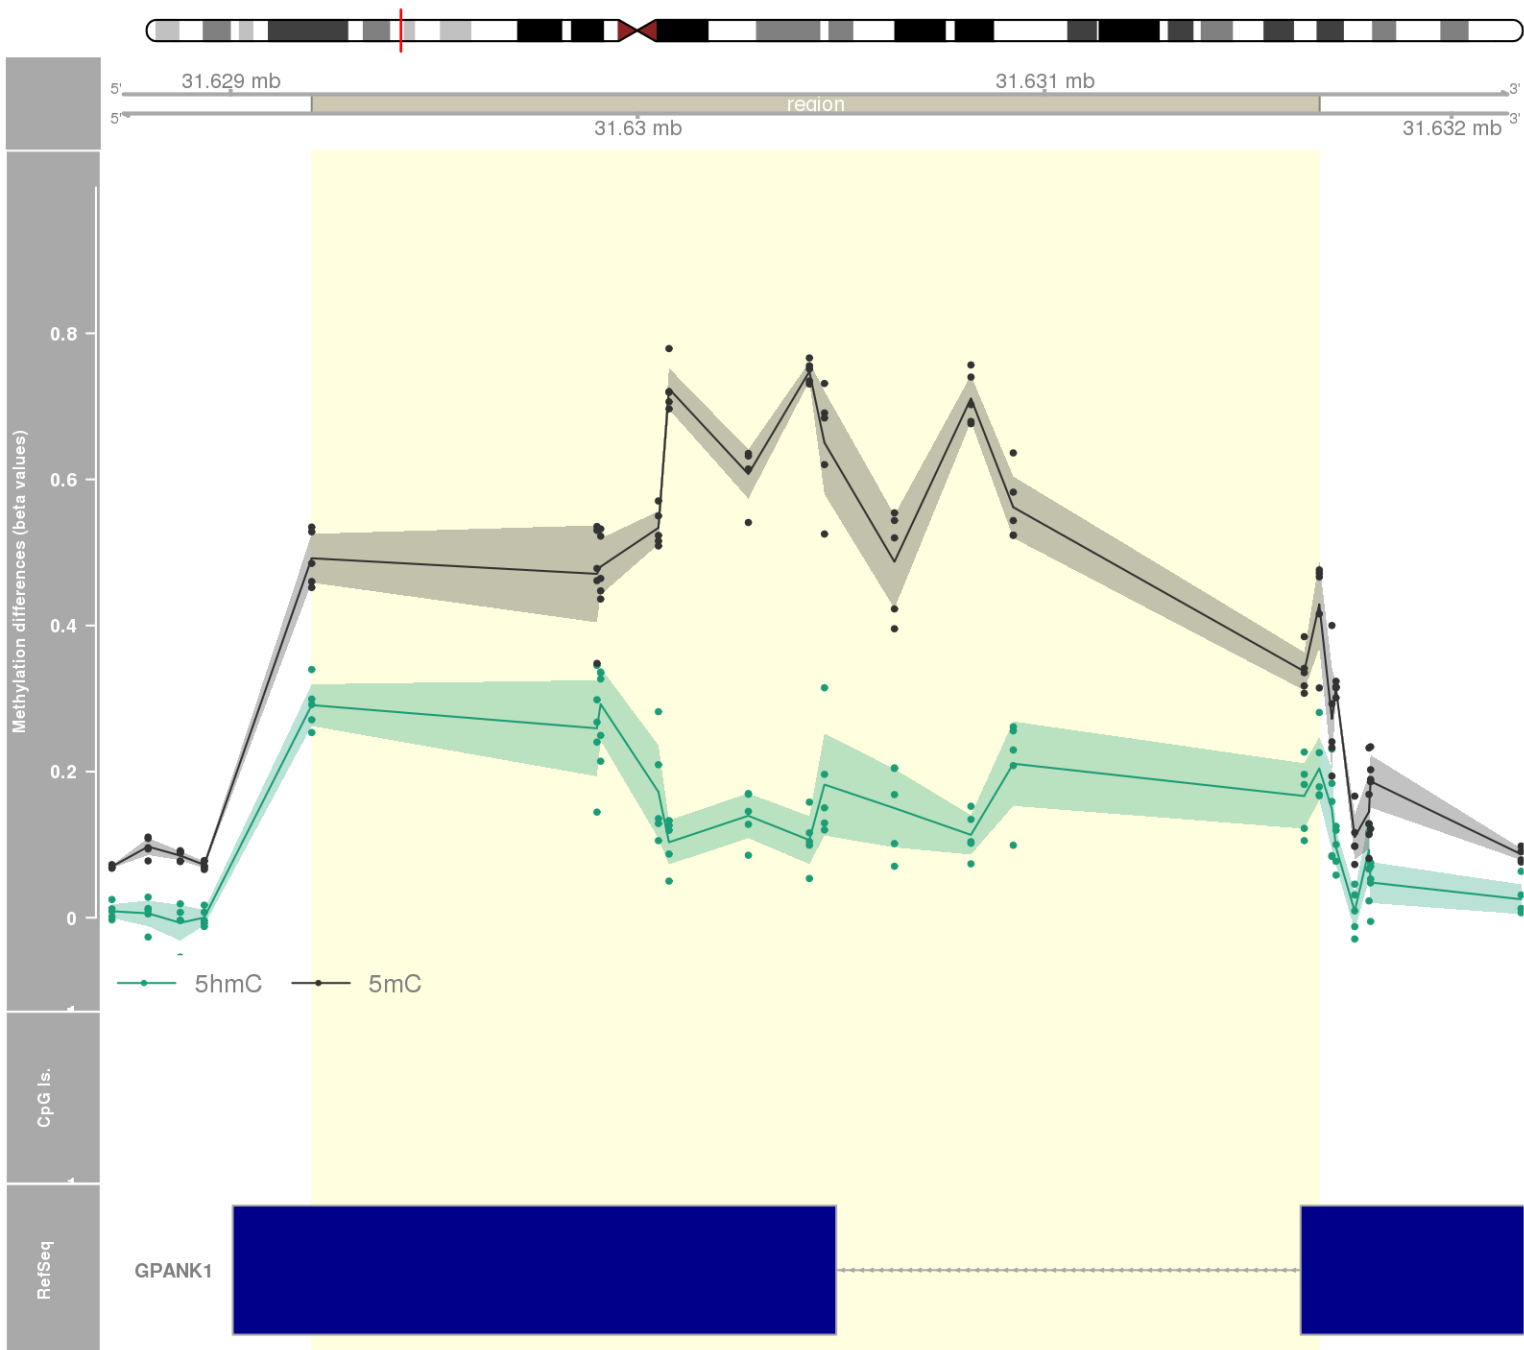 31.629 mb
31.631 mb
5'
3'
region
5'
3'
31.63 mb
31.632 mb
Methylation differences (beta values)
0.8
0.6
0.4
0.2
0
5hmC
5mC
CpG Is.
RefSeq
GPANK1